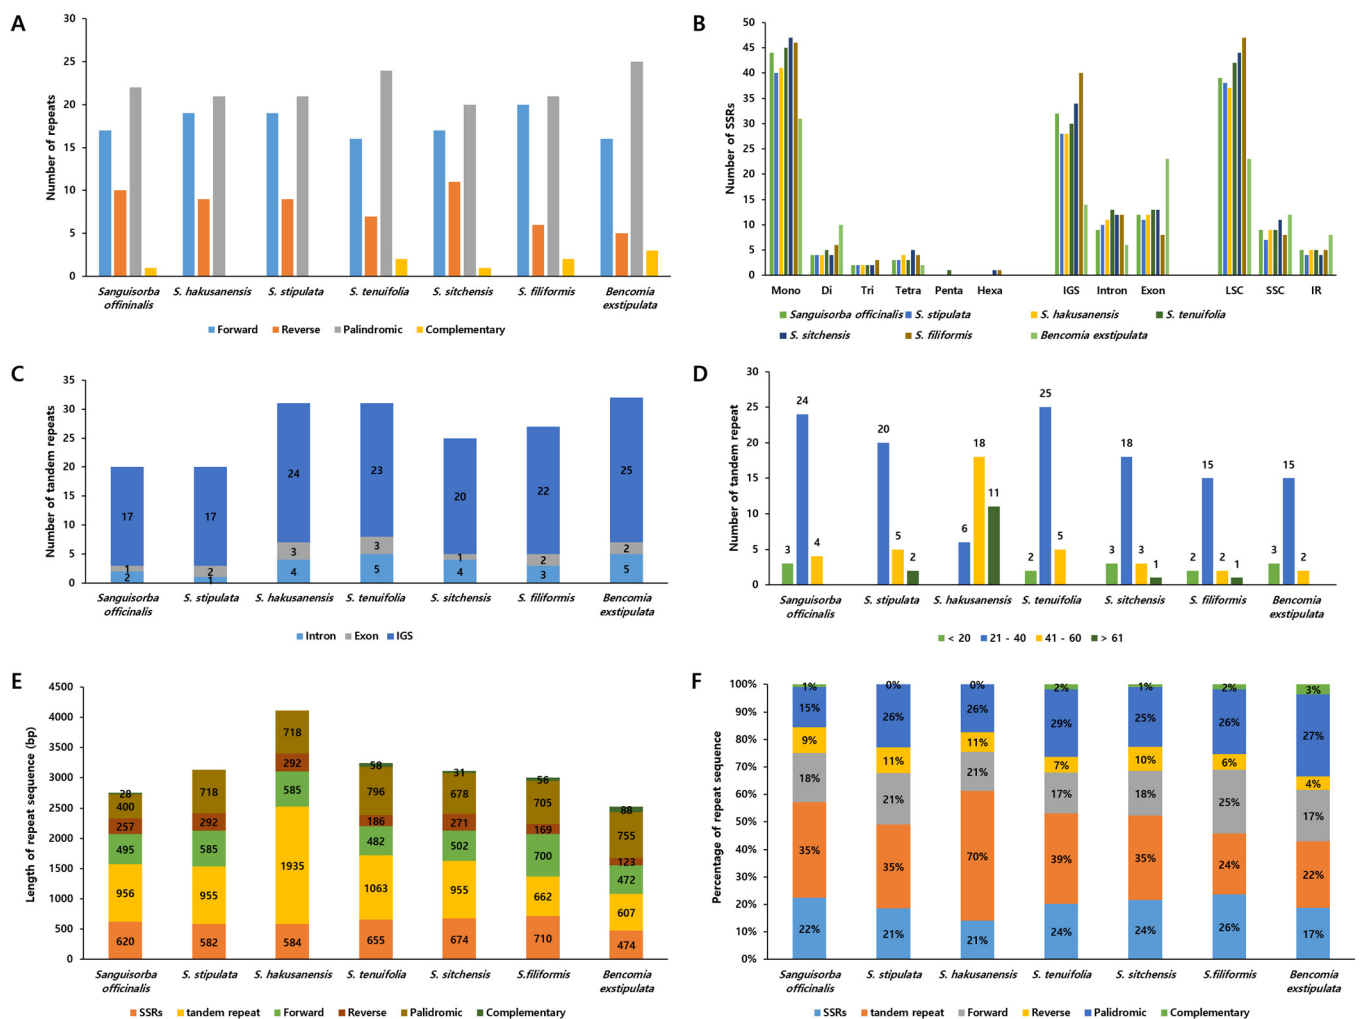 A
Number of repeats
30
25
20
15
10
5
0
Sanguisorba offininalis
S. hakusanensis
S. stipulata
S. tenuifolia
S. sitchensis
S. filiformis
Bencomia exstipulata
Forward Reverse Palindromic Complementary
B
Number of SSRs
50
45
40
35
30
25
20
15
10
5
0
Mono Di Tri Tetra Penta Hexa IGS Intron Exon LSC SSC IR
Sanguisorba officinalis S. stipulata S. hakusanensis S. tenuifolia
S. sitchensis S. filiformis Bencomia exstipulata
C
Number of tandem repeats
35
30
25
20
15
10
5
0
17 17 24 23 20 22 25
1 2 3 3 1 2 2
2 1 4 5 4 3 5
Sanguisorba officinalis
S. stipulata
S. hakusanensis
S. tenuifolia
S. sitchensis
S. filiformis
Bencomia exstipulata
Intron Exon IGS
D
Number of tandem repeat
30
25
20
15
10
5
0
3 24 4
20 5 2
6 18 11
2 25 5
3 18 3 1
2 15 2 1
3 15 2
Sanguisorba officinalis
S. stipulata
S. hakusanensis
S. tenuifolia
S. sitchensis
S. filiformis
Bencomia exstipulata
< 20 21 - 40 41 - 60 > 61
E
Length of repeat sequence (bp)
4500
4000
3500
3000
2500
2000
1500
1000
500
0
28 58 31 56 88
400 718 718 796 678 705 755
257 292 292 186 271 169 123
495 585 585 482 502 700 472
956 955 1935 1063 955 662 607
620 582 584 655 674 710 474
Sanguisorba officinalis
S. stipulata
S. hakusanensis
S. tenuifolia
S. sitchensis
S.filiformis
Bencomia exstipulata
SSRs tandem repeat Forward Reverse Palidromic Complementary
F
Percentage of repeat sequence
100%
90%
80%
70%
60%
50%
40%
30%
20%
10%
0%
1% 0% 0% 2% 1% 2% 3%
15% 26% 26% 29% 25% 26% 27%
9% 11% 11% 7% 10% 6% 4%
18% 21% 21% 17% 18% 25% 17%
35% 35% 70% 39% 35% 24% 22%
22% 21% 21% 24% 24% 26% 17%
Sanguisorba officinalis
S. stipulata
S. hakusanensis
S. tenuifolia
S. sitchensis
S.filiformis
Bencomia exstipulata
SSRs tandem repeat Forward Reverse Palidromic Complementary